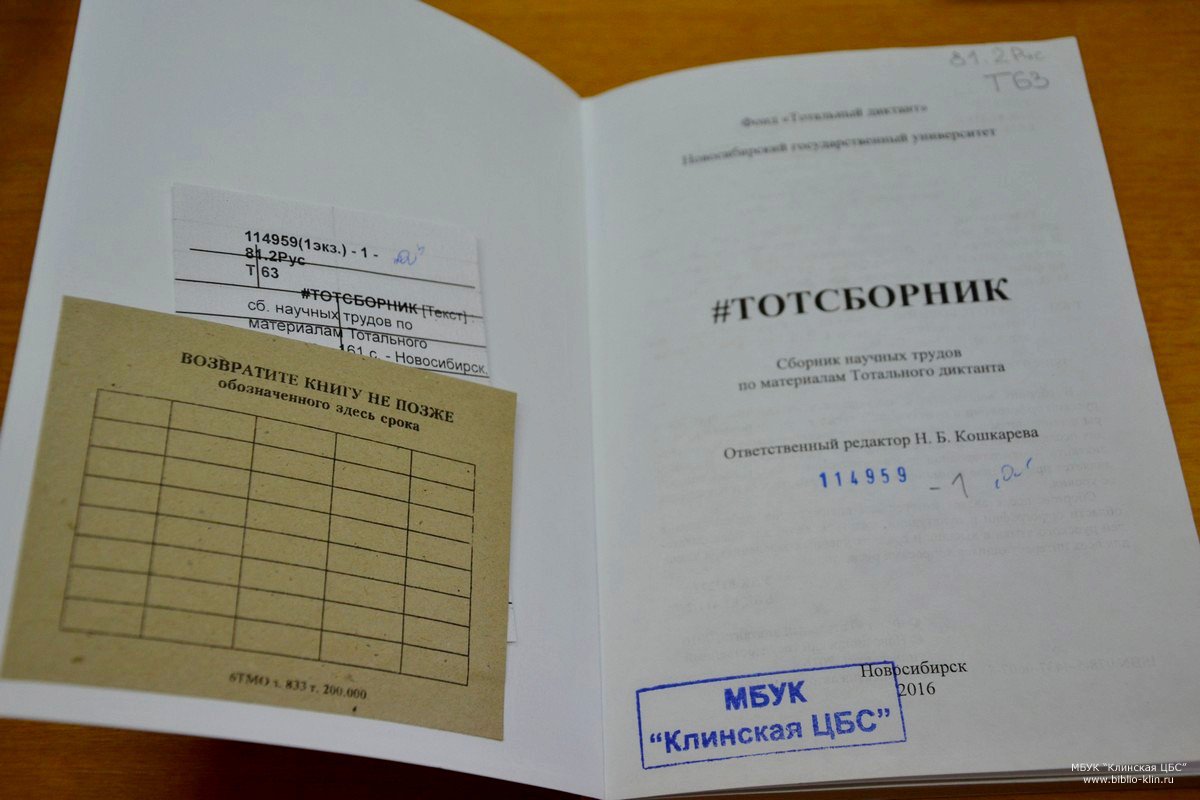 114959(1экз.) - 1 -
81.2Рус
Т 63
#ТОТСБОРНИК [Текст] :
сб. научных трудов по
материалам Тотального
161 с. - Новосибирск.
ВОЗВРАТИТЕ КНИГУ НЕ ПОЗЖЕ
обозначенного здесь срока
т. 833 т. 200.000
81.2Рус
Т63
Фонд «Тотальный диктант»
Новосибирский государственный университет
#ТОТСБОРНИК
Сборник научных трудов
по материалам Тотального диктанта
Ответственный редактор Н. Б. Кошкарева
114959 - 1
Новосибирск
2016
МБУК
“Клинская ЦБС”
МБУК “Клинская ЦБС”
www.biblio-klin.ru